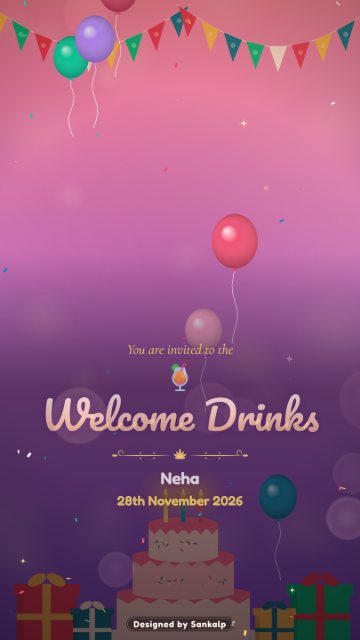 You are invited to the
Welcome Drinks
Neha
28th November 2026
Designed by Sankalp